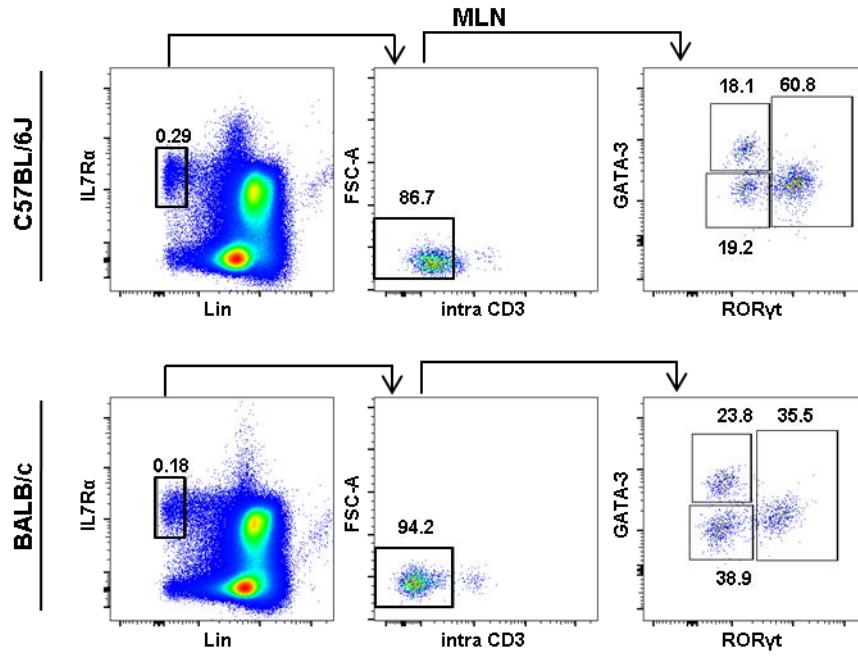 MLN
C57BL/6J
IL7Rα
0.29
Lin
FSC-A
86.7
intra CD3
GATA-3
18.1 60.8
19.2
RORγt
BALB/c
IL7Rα
0.18
Lin
FSC-A
94.2
intra CD3
GATA-3
23.8 35.5
38.9
RORγt